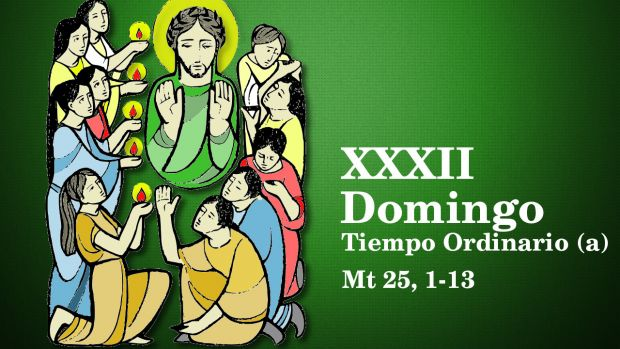 XXXII
Domingo
Tiempo Ordinario (a)
Mt 25, 1-13